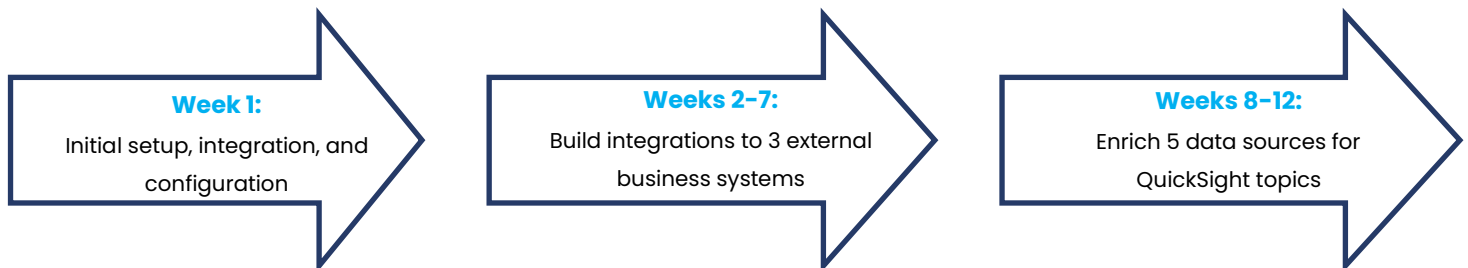 Week 1:
Initial setup, integration, and
configuration
Weeks 2-7:
Build integrations to 3 external
business systems
Weeks 8-12:
Enrich 5 data sources for
QuickSight topics